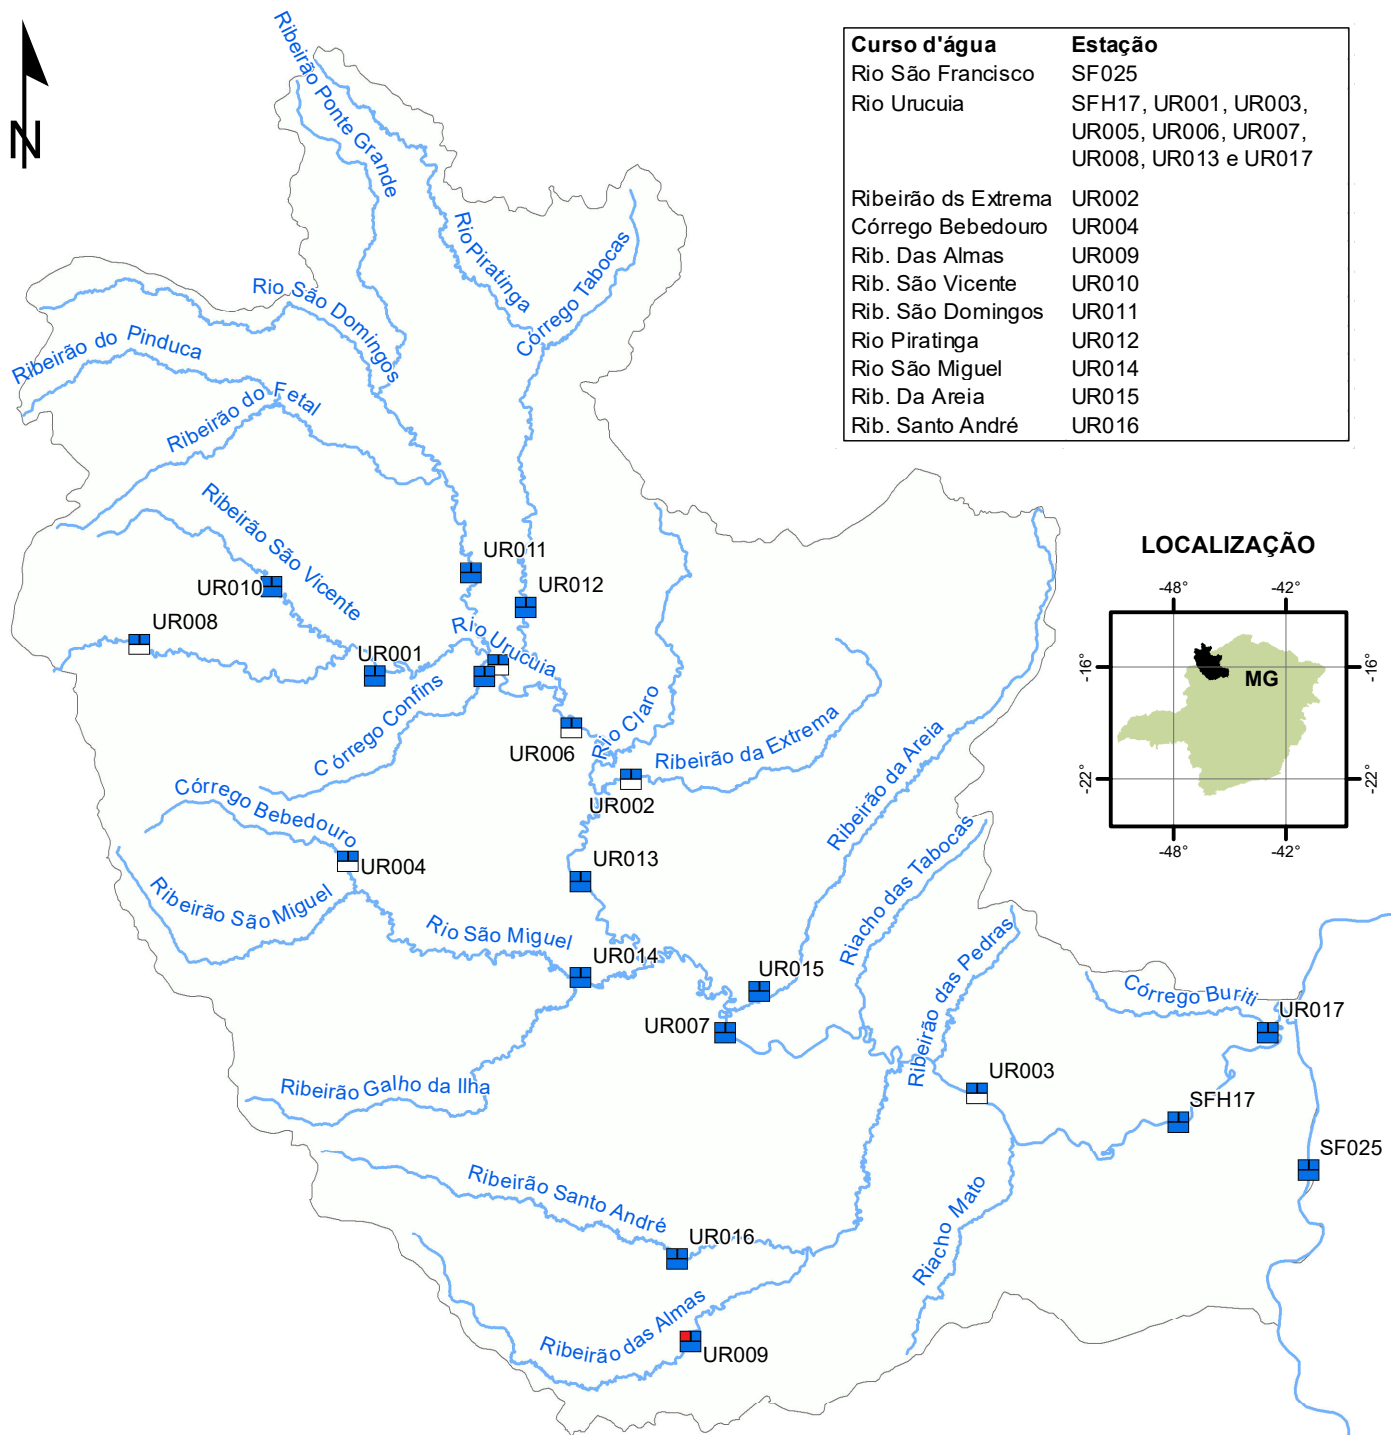 Curso d'água Estação
Rio São Francisco SF025
Rio Urucuia SFH17, UR001, UR003,
UR005, UR006, UR007,
UR008, UR013 e UR017
Ribeirão ds Extrema UR002
Córrego Bebedouro UR004
Rib. Das Almas UR009
Rib. São Vicente UR010
Rib. São Domingos UR011
Rio Piratinga UR012
Rio São Miguel UR014
Rib. Da Areia UR015
Rib. Santo André UR016
N
Ribeirão Ponte Grande
Rio Piratinga
Córrego Tabocas
Rio São Domingos
Ribeirão do Pinduca
Ribeirão do Fetal
Ribeirão São Vicente
UR011
UR010
UR012
UR008
UR001
Rio Urucuia
Córrego Confins
UR006
Rio Claro
Ribeirão da Extrema
UR002
Ribeirão da Areia
Córrego Bebedouro
UR004
UR013
Ribeirão São Miguel
Rio São Miguel
UR014
Riacho das Tabocas
UR015
UR007
Ribeirão das Pedras
Córrego Buriti
UR017
Ribeirão Galho da Ilha
UR003
SFH17
SF025
Ribeirão Santo André
UR016
Riacho Mato
Ribeirão das Almas
UR009
LOCALIZAÇÃO
-48° -42°
-16° -16°
MG
-22° -22°
-48° -42°